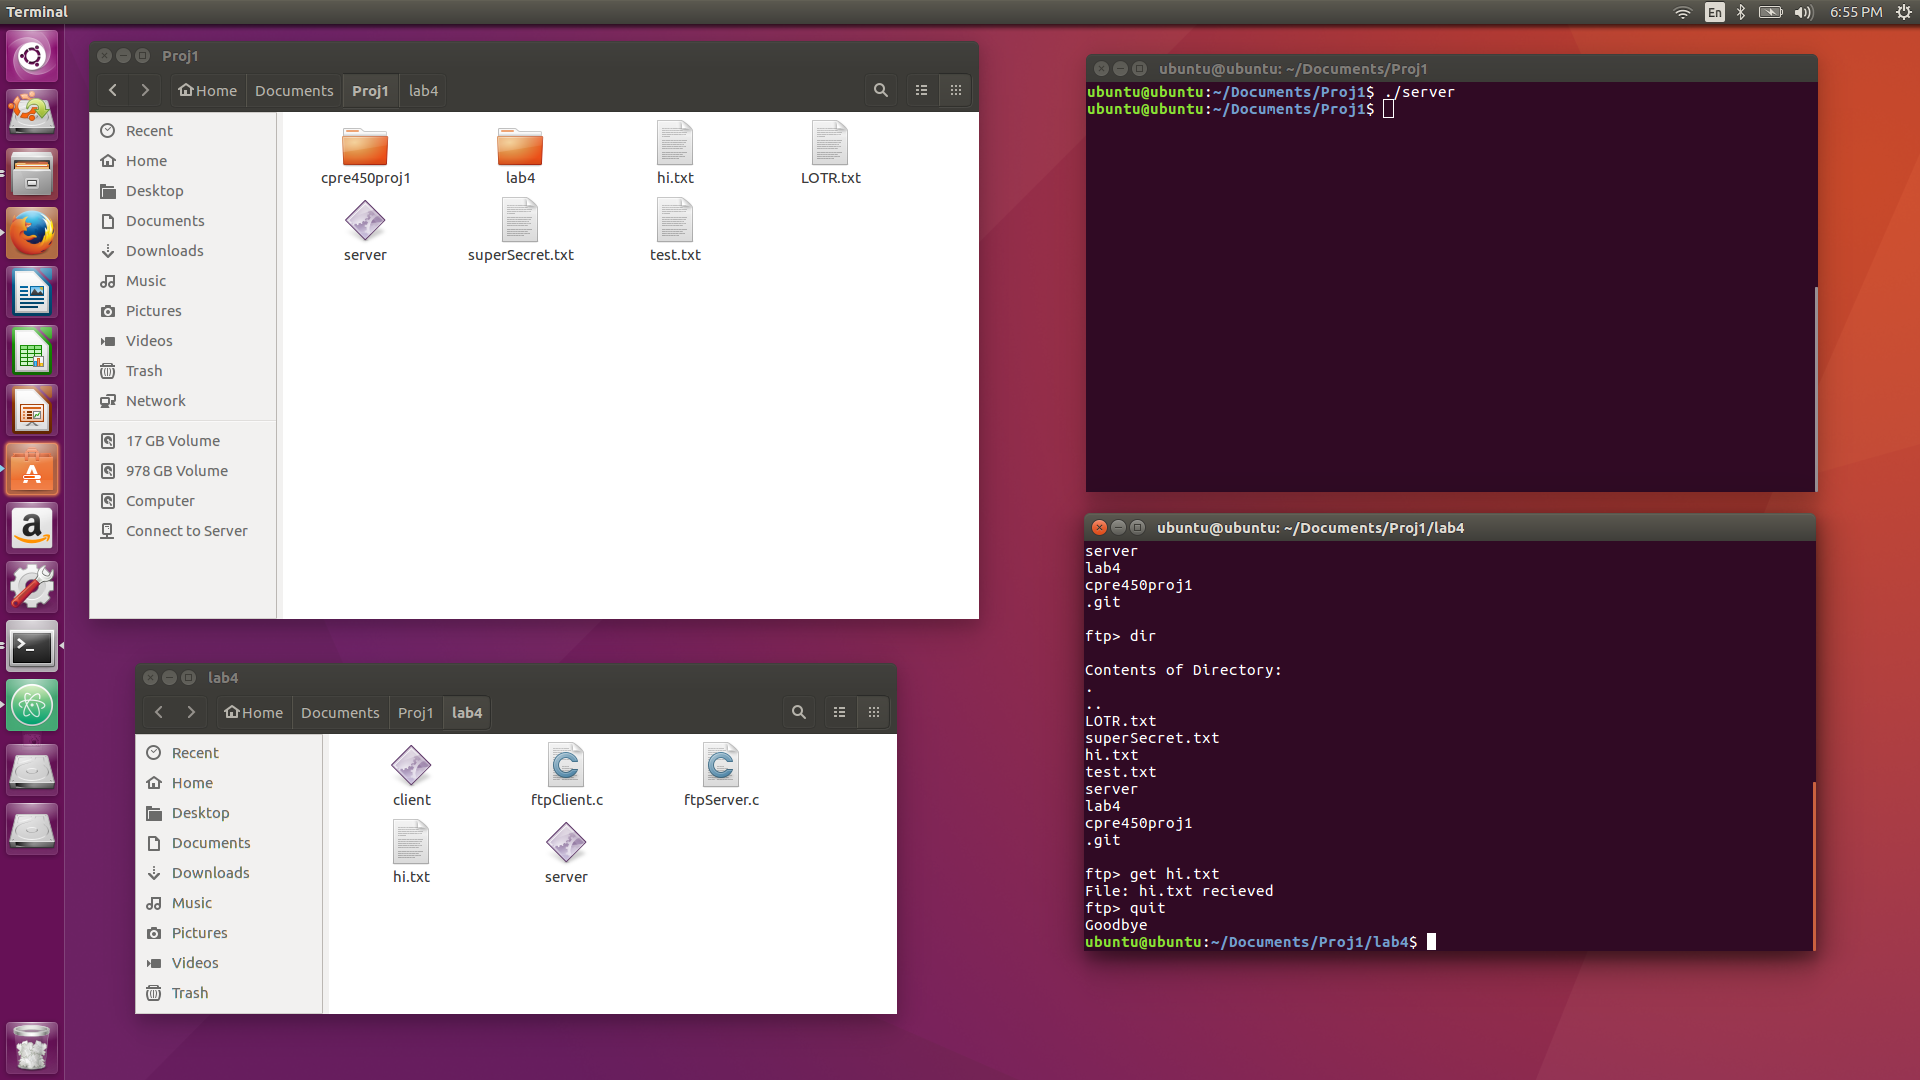 Terminal
En
6:55 PM
Proj1
Home Documents Proj1 lab4
Recent
Home
Desktop
Documents
Downloads
Music
Pictures
Videos
Trash
Network
17 GB Volume
978 GB Volume
Computer
Connect to Server
cpre450proj1 lab4 hi.txt LOTR.txt
server superSecret.txt test.txt
ubuntu@ubuntu: ~/Documents/Proj1
ubuntu@ubuntu:~/Documents/Proj1$ ./server
ubuntu@ubuntu:~/Documents/Proj1$
lab4
Home Documents Proj1 lab4
Recent
Home
Desktop
Documents
Downloads
Music
Pictures
Videos
Trash
client ftpClient.c ftpServer.c
hi.txt server
ubuntu@ubuntu: ~/Documents/Proj1/lab4
server
lab4
cpre450proj1
.git
ftp> dir
Contents of Directory:
.
..
LOTR.txt
superSecret.txt
hi.txt
test.txt
server
lab4
cpre450proj1
.git
ftp> get hi.txt
File: hi.txt recieved
ftp> quit
Goodbye
ubuntu@ubuntu:~/Documents/Proj1/lab4$